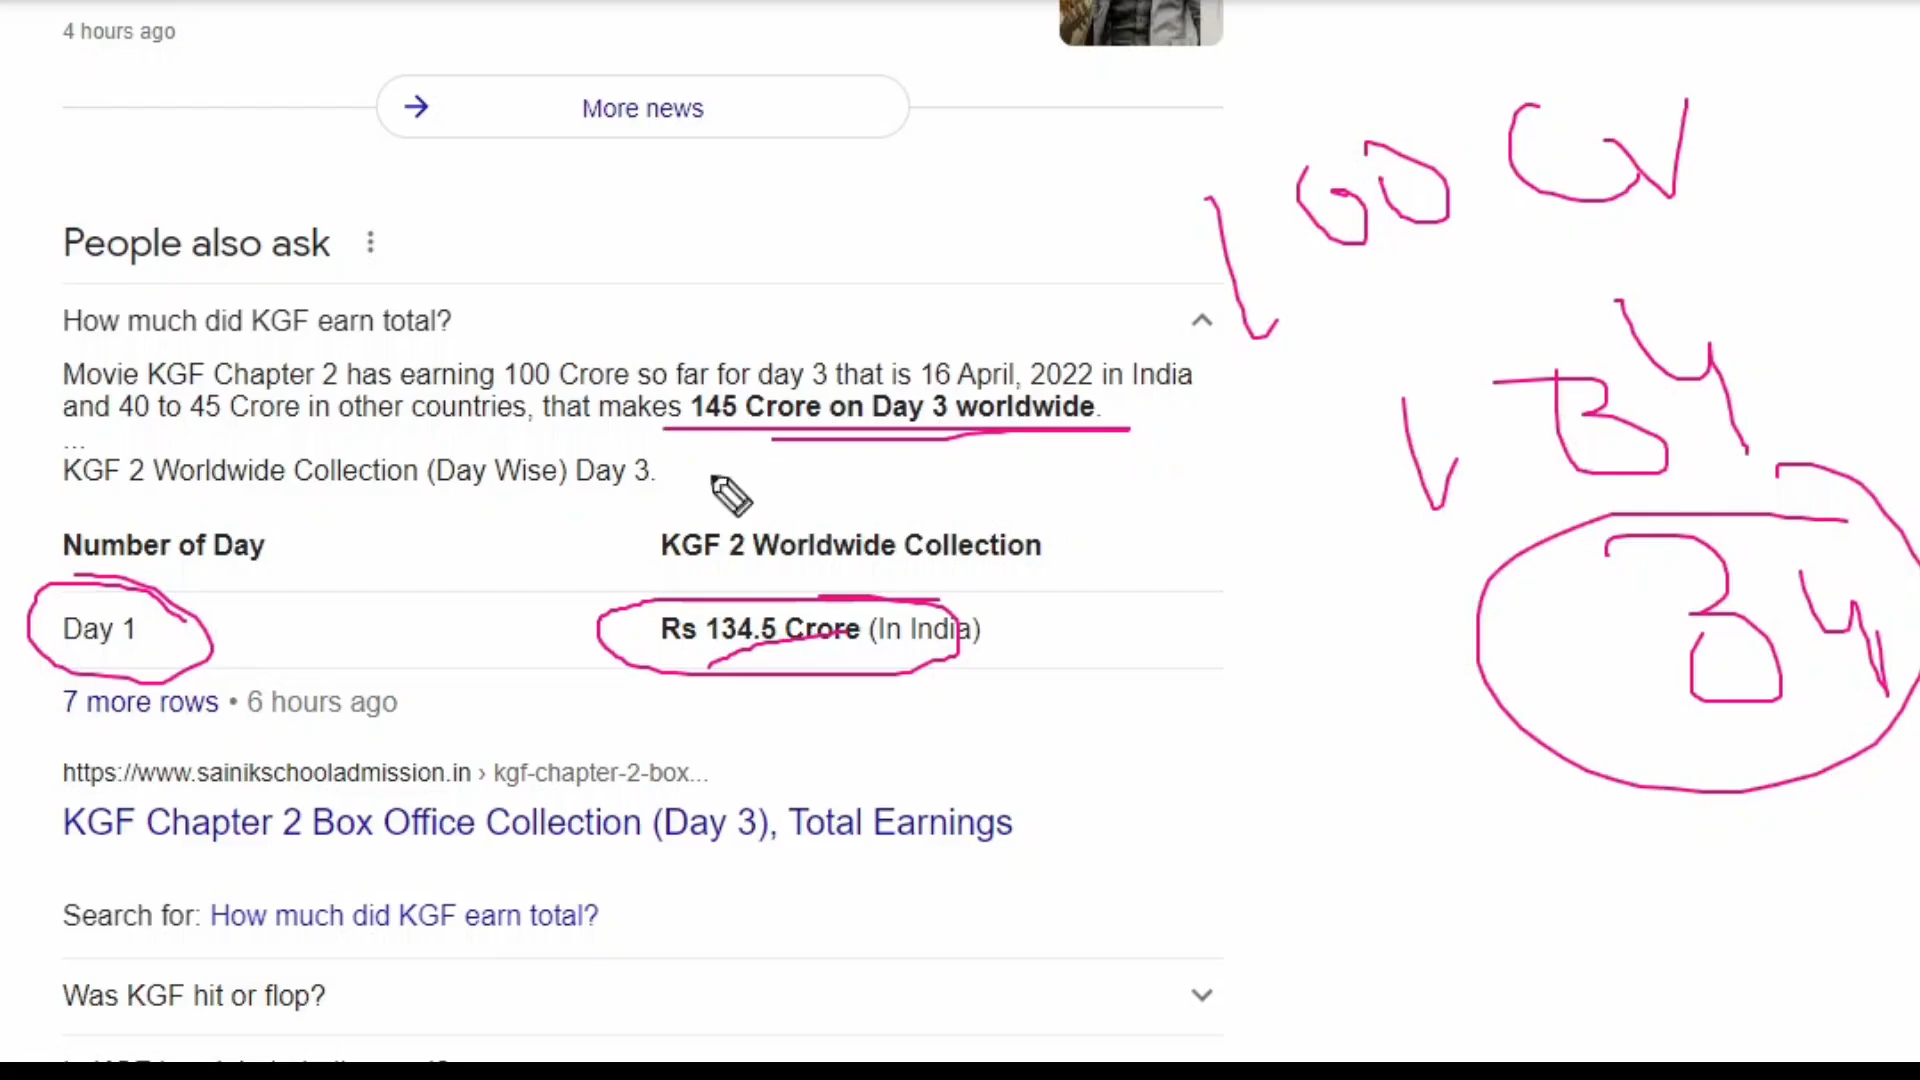 4 hours ago
More news
People also ask
How much did KGF earn total?
Movie KGF Chapter 2 has earning 100 Crore so far for day 3 that is 16 April, 2022 in India
and 40 to 45 Crore in other countries, that makes 145 Crore on Day 3 worldwide.
...
KGF 2 Worldwide Collection (Day Wise) Day 3.
Number of Day KGF 2 Worldwide Collection
Day 1 Rs 134.5 Crore (In India)
7 more rows • 6 hours ago
https://www.sainikschooladmission.in › kgf-chapter-2-box...
KGF Chapter 2 Box Office Collection (Day 3), Total Earnings
Search for: How much did KGF earn total?
Was KGF hit or flop?
100 Cr
134
34